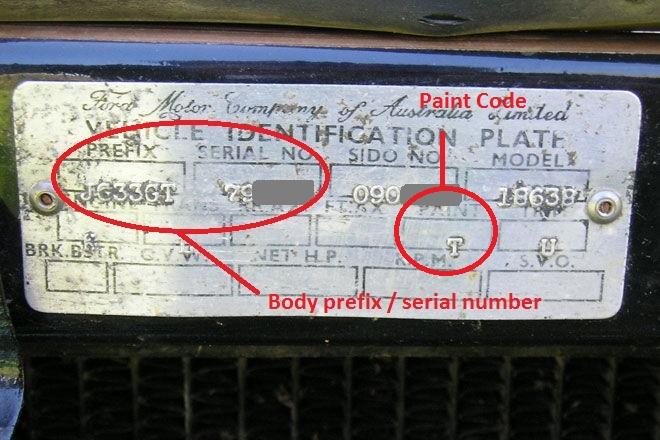 Ford Motor Company of Australia Limited
Paint Code
VEHICLE IDENTIFICATION PLATE
PREFIX SERIAL NO. SIDO NO. MODEL
JG33GT 79 090 18638
PAINT
T U
BRK.BSTR. G.V.W. NET H.P. R.P.M. S.V.O.
Body prefix / serial number